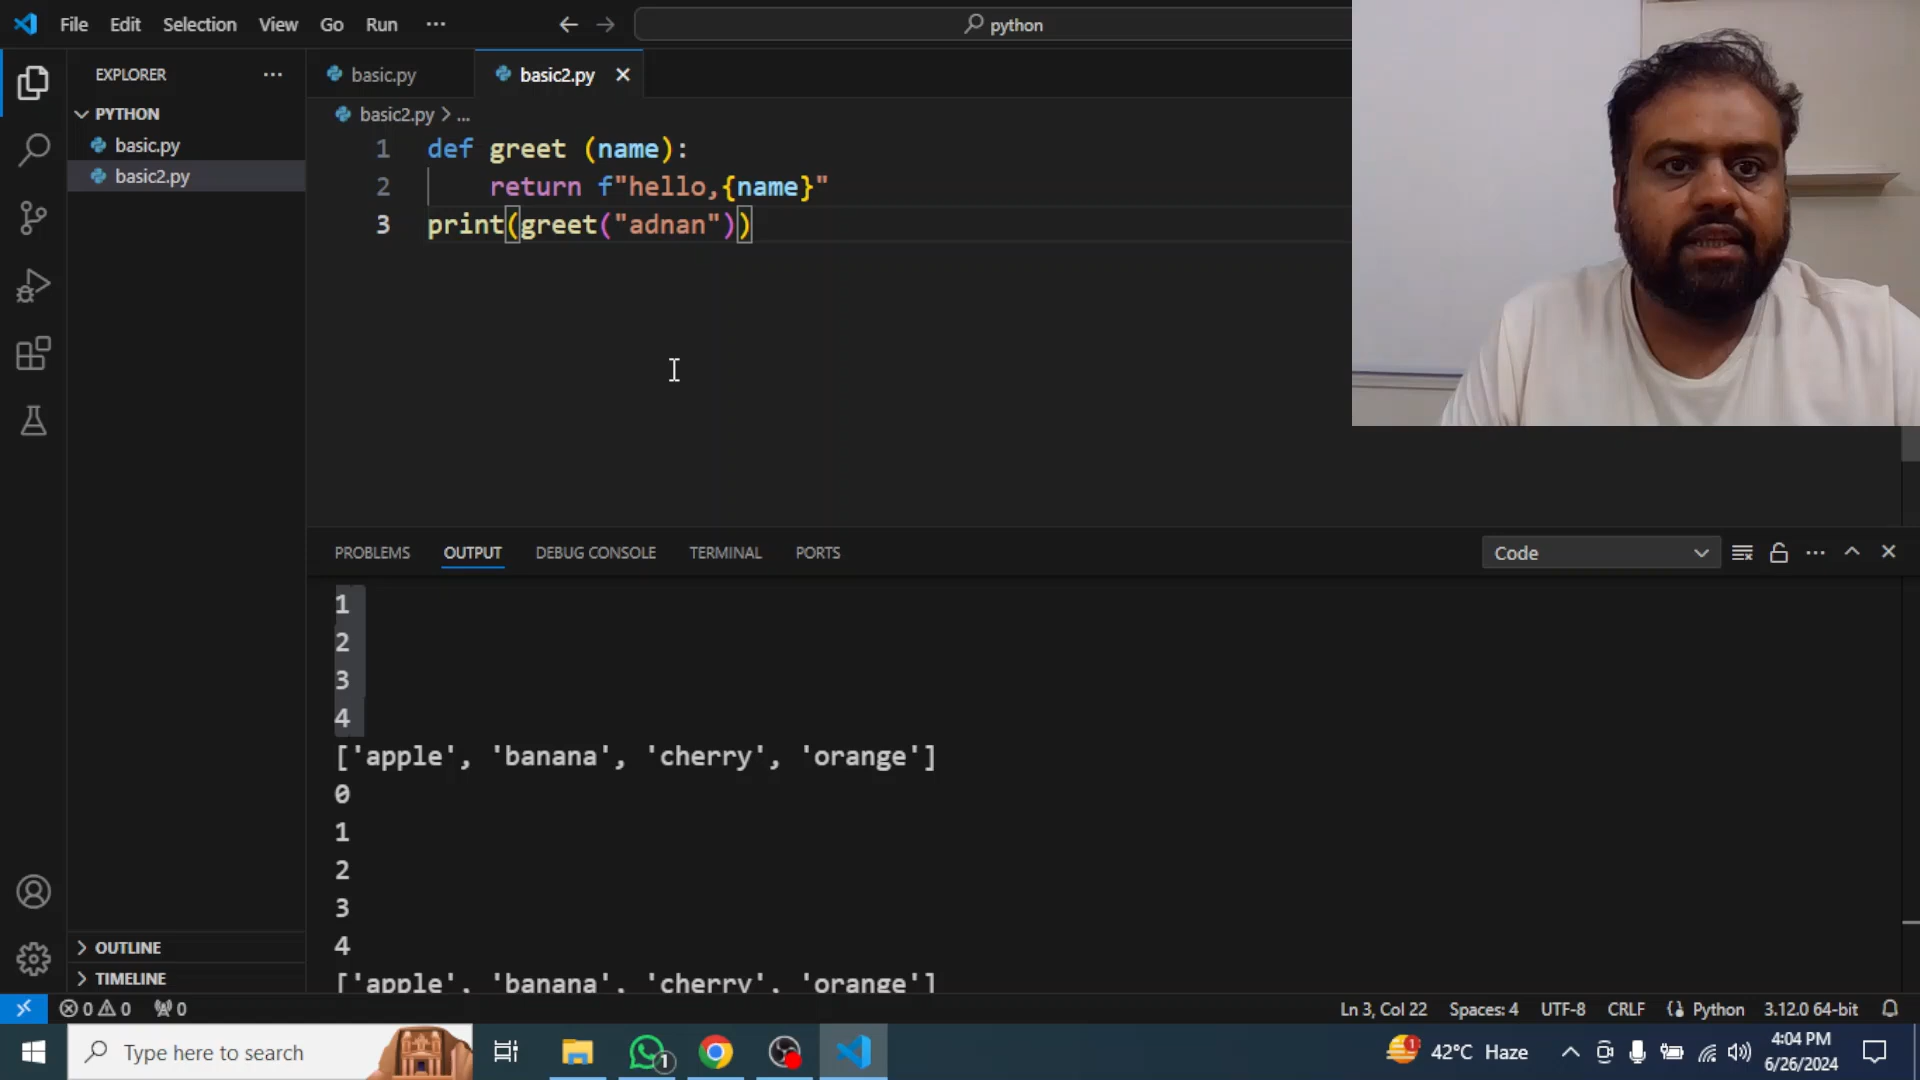 File Edit Selection View Go Run ··· python
EXPLORER ···
PYTHON
basic.py
basic2.py
OUTLINE
TIMELINE
basic.py basic2.py
basic2.py > ...
1 def greet (name):
2 return f"hello,{name}"
3 print(greet("adnan"))
PROBLEMS OUTPUT DEBUG CONSOLE TERMINAL PORTS Code
1
2
3
4
['apple', 'banana', 'cherry', 'orange']
0
1
2
3
4
['apple', 'banana', 'cherry', 'orange']
0 0 0 Ln 3, Col 22 Spaces: 4 UTF-8 CRLF Python 3.12.0 64-bit
Type here to search 1 1 42°C Haze 4:04 PM
6/26/2024